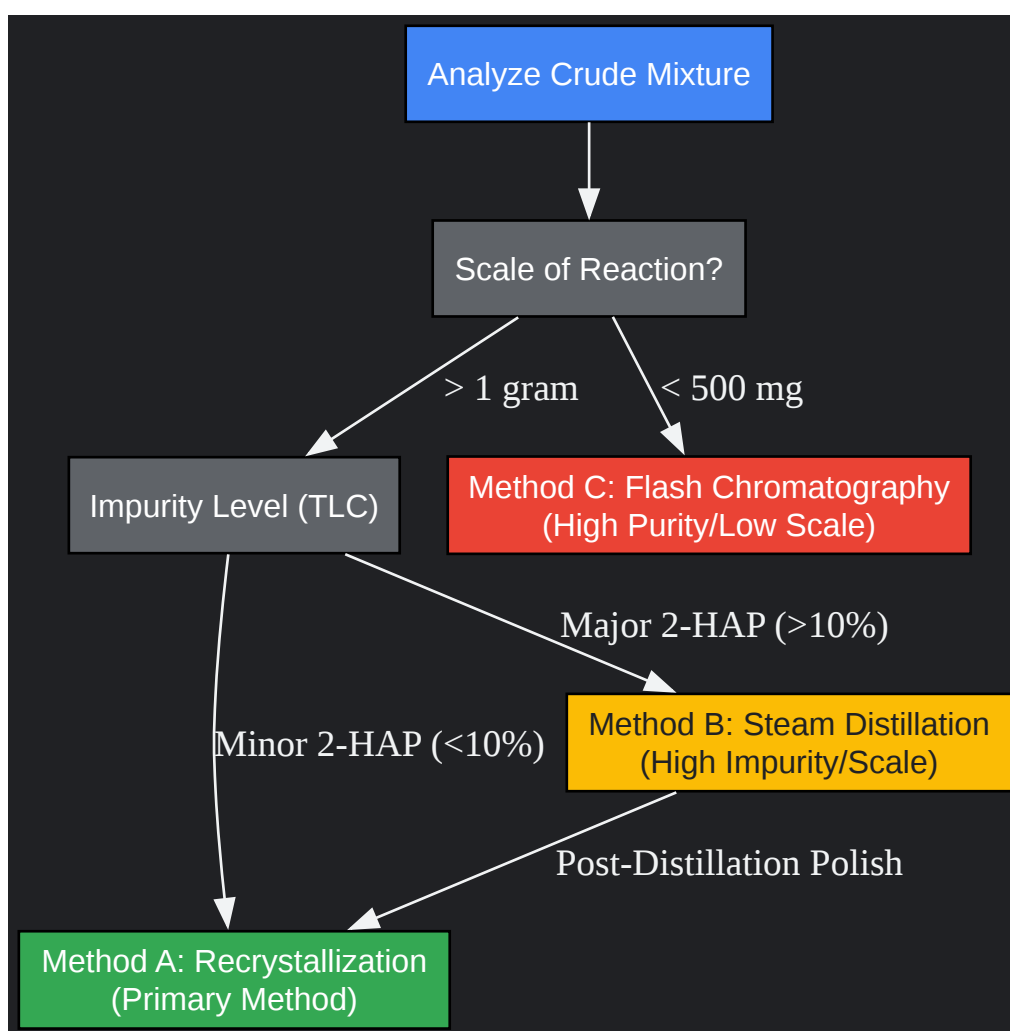 Analyze Crude Mixture
Scale of Reaction?
> 1 gram
< 500 mg
Impurity Level (TLC)
Method C: Flash Chromatography
(High Purity/Low Scale)
Major 2-HAP (>10%)
Minor 2-HAP (<10%)
Method B: Steam Distillation
(High Impurity/Scale)
Post-Distillation Polish
Method A: Recrystallization
(Primary Method)